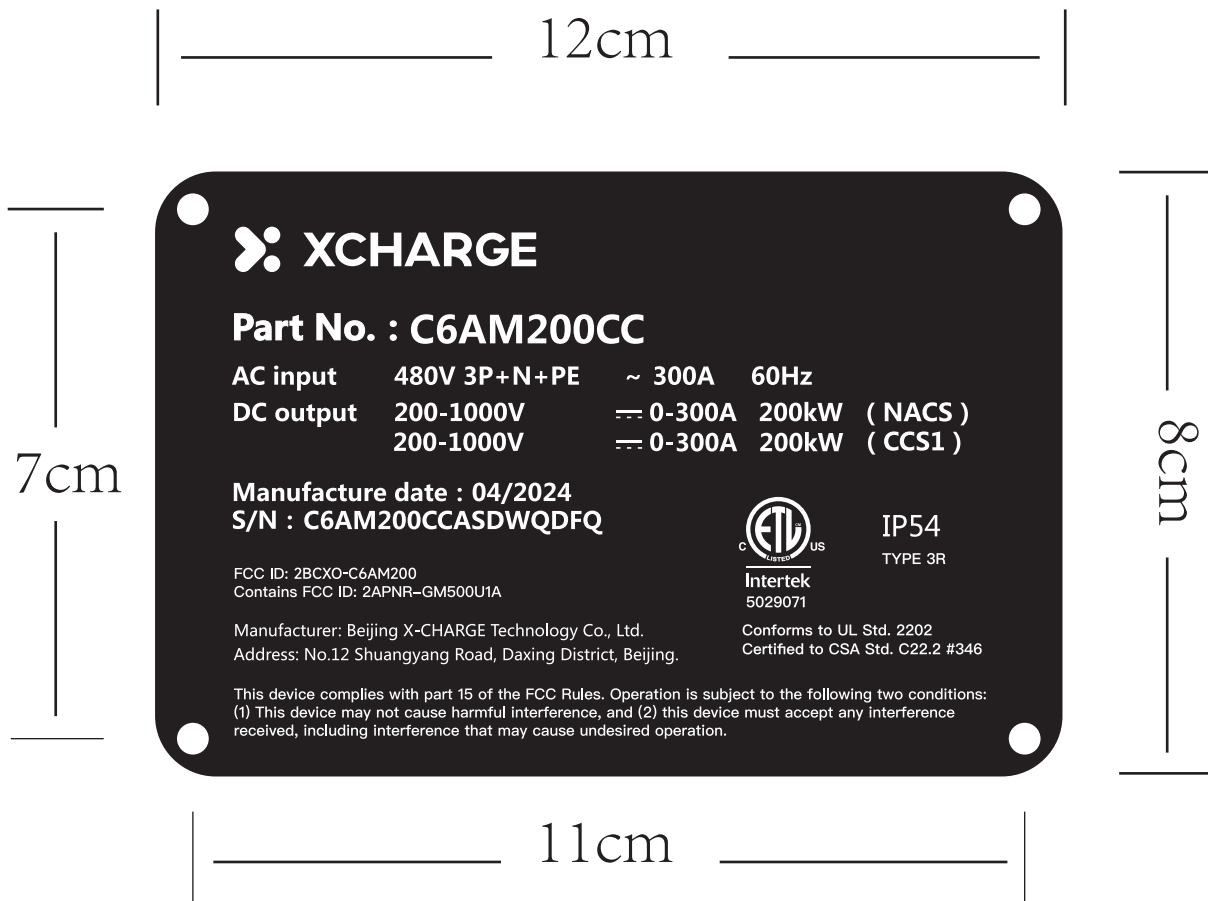 12cm
XCHARGE
Part No. : C6AM200CC
AC input 480V 3P+N+PE ~ 300A 60Hz
DC output 200-1000V ⎓ 0-300A 200kW ( NACS )
200-1000V ⎓ 0-300A 200kW ( CCS1 )
7cm
8cm
Manufacture date : 04/2024
S/N : C6AM200CCASDWQDFQ
ETL CM
C LISTED US
Intertek
5029071
IP54
TYPE 3R
FCC ID: 2BCXO-C6AM200
Contains FCC ID: 2APNR–GM500U1A
Manufacturer: Beijing X-CHARGE Technology Co., Ltd.
Address: No.12 Shuangyang Road, Daxing District, Beijing.
Conforms to UL Std. 2202
Certified to CSA Std. C22.2 #346
This device complies with part 15 of the FCC Rules. Operation is subject to the following two conditions:
(1) This device may not cause harmful interference, and (2) this device must accept any interference
received, including interference that may cause undesired operation.
11cm